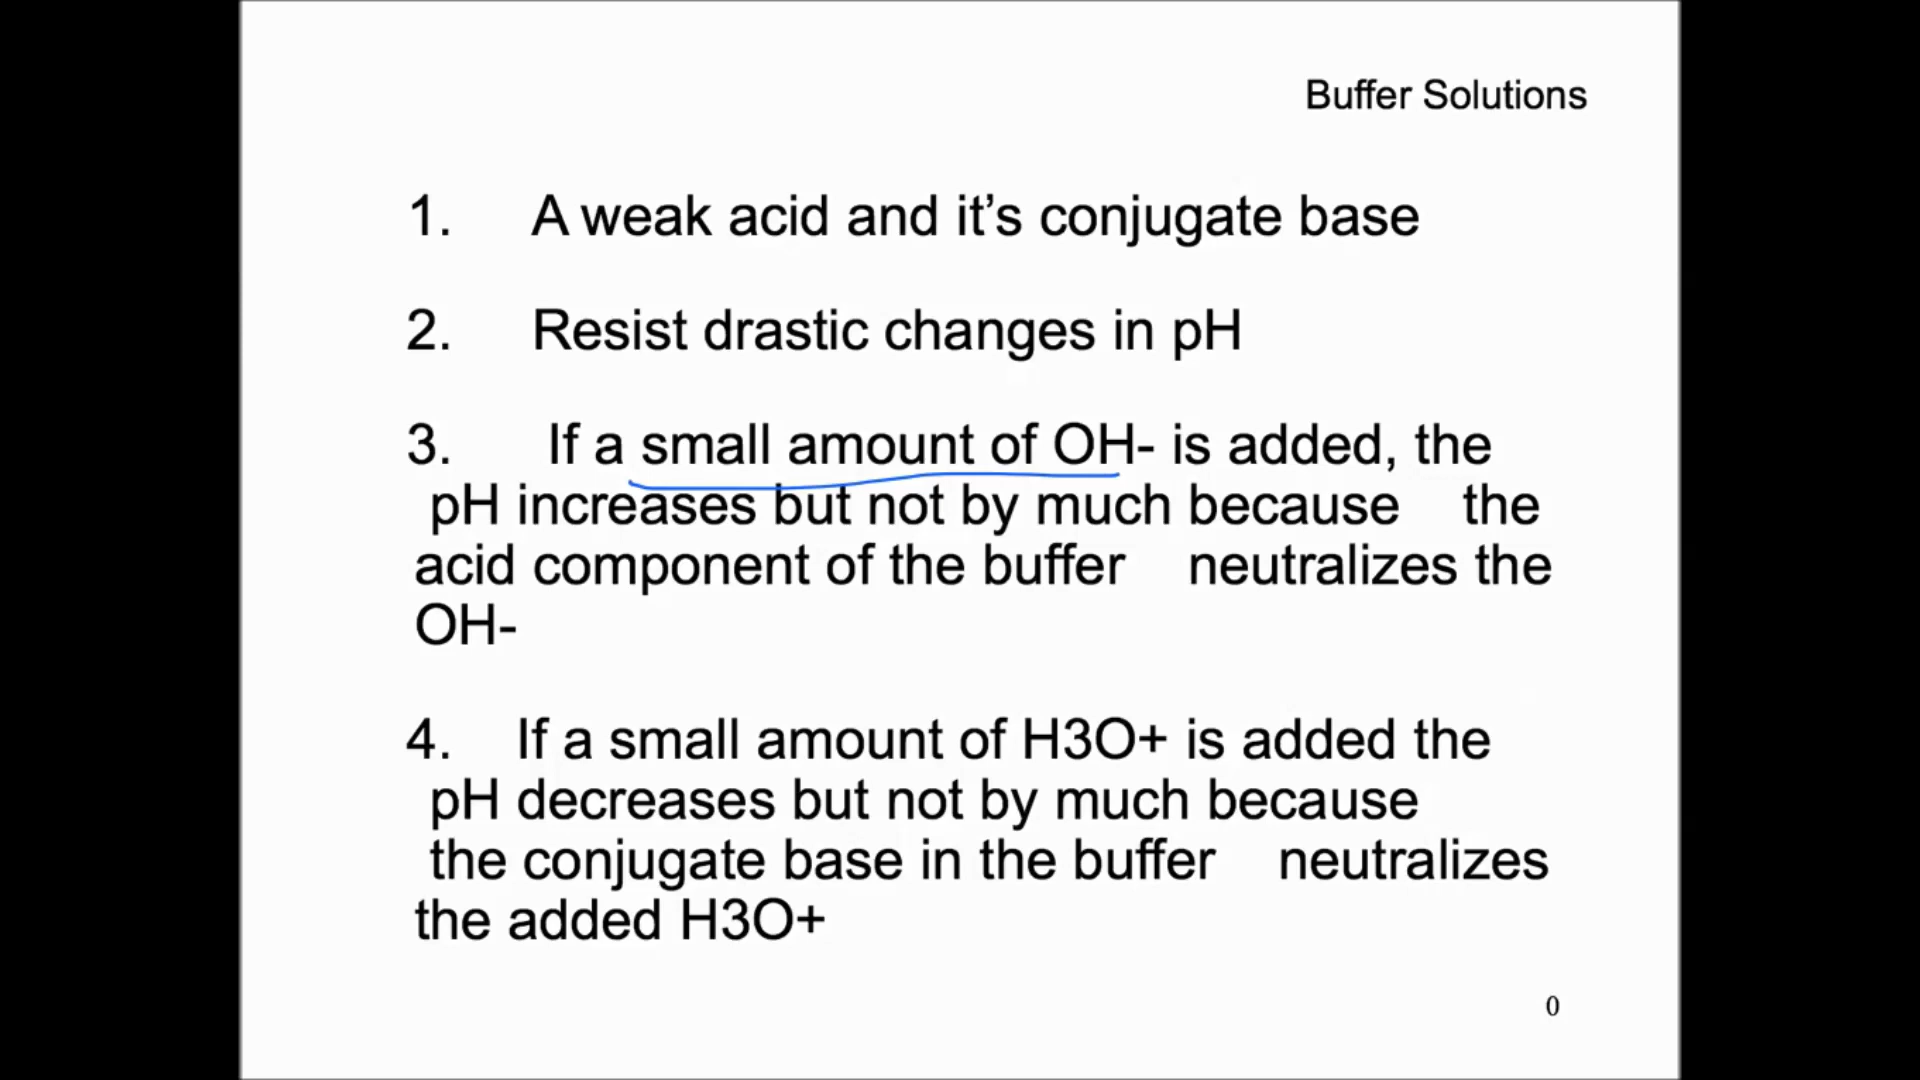 Buffer Solutions
1. A weak acid and it’s conjugate base
2. Resist drastic changes in pH
3. If a small amount of OH- is added, the
pH increases but not by much because the
acid component of the buffer neutralizes the
OH-
4. If a small amount of H3O+ is added the
pH decreases but not by much because
the conjugate base in the buffer neutralizes
the added H3O+
0